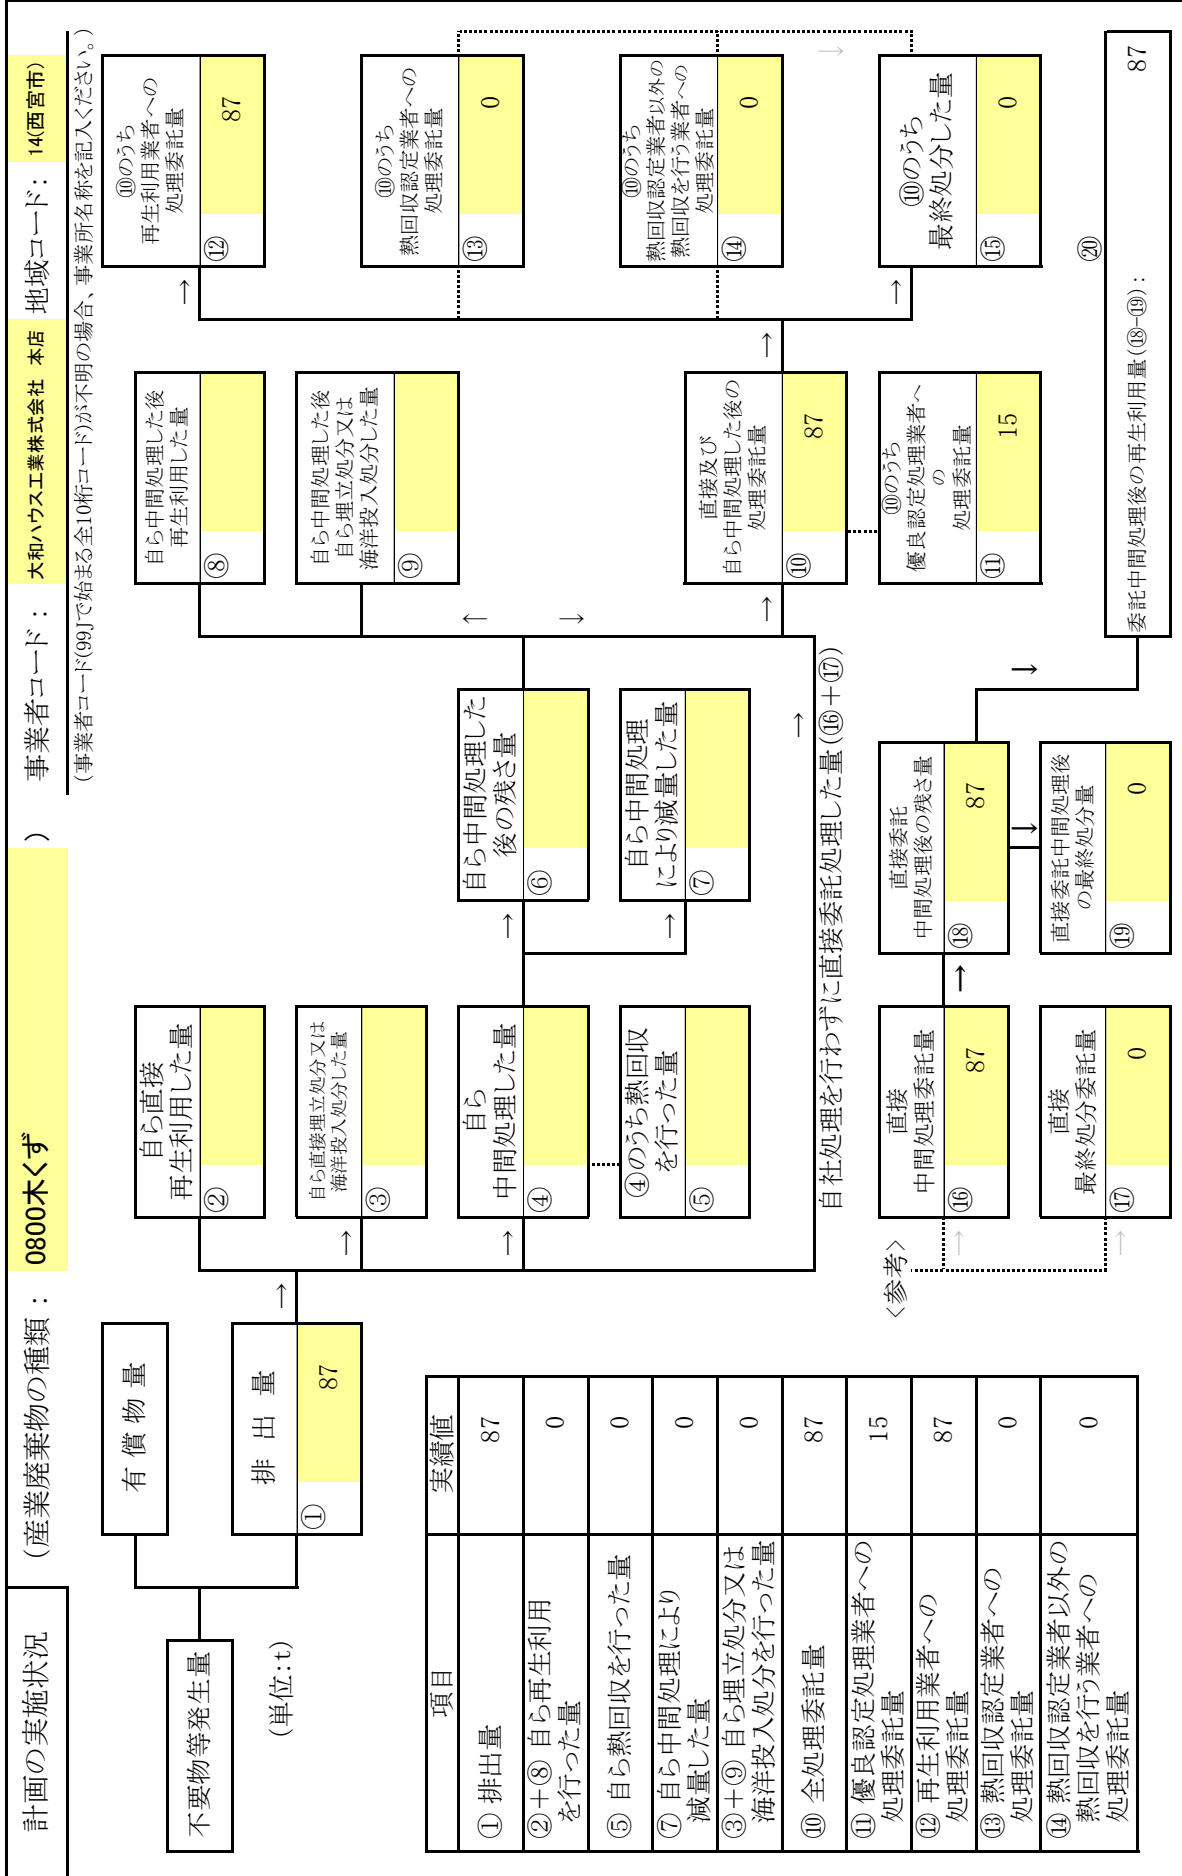 計画の実施状況
(産業廃棄物の種類： 0800木くず )
事業者コード： 大和ハウス工業株式会社 本店 地域コード： 14(西宮市)
(事業者コード(99Jで始まる全10桁コード)が不明の場合、事業所名称を記入ください。)
不要物等発生量
(単位:t)
有 償 物 量
排 出 量
① 87
→
自ら直接
再生利用した量
②
→
自ら直接埋立処分又は
海洋投入処分した量
③
→
自ら
中間処理した量
④
④のうち熱回収
を行った量
⑤
→
自ら中間処理した
後の残さ量
⑥
→
自ら中間処理
により減量した量
⑦
→
自社処理を行わずに直接委託処理した量(⑯＋⑰)
↑
↓
自ら中間処理した後
再生利用した量
⑧
自ら中間処理した後
自ら埋立処分又は
海洋投入処分した量
⑨
→
直接及び
自ら中間処理した後の
処理委託量
⑩ 87
⑩のうち
優良認定処理業者へ
の
処理委託量
⑪ 15
→
→
⑩のうち
再生利用業者への
処理委託量
⑫ 87
⑩のうち
熱回収認定業者への
処理委託量
⑬ 0
⑩のうち
熱回収認定業者以外の
熱回収を行う業者への
処理委託量
⑭ 0
↓
→
⑩のうち
最終処分した量
⑮ 0
<参考>
→
直接
中間処理委託量
⑯ 87
→
直接
最終処分委託量
⑰ 0
→
直接委託
中間処理後の残さ量
⑱ 87
↓
直接委託中間処理後
の最終処分量
⑲ 0
↓
⑳
委託中間処理後の再生利用量(⑱-⑲)： 87
項目 実績値
① 排出量 87
②＋⑧ 自ら再生利用
を行った量 0
⑤ 自ら熱回収を行った量 0
⑦ 自ら中間処理により
減量した量 0
③＋⑨ 自ら埋立処分又は
海洋投入処分を行った量 0
⑩ 全処理委託量 87
⑪ 優良認定処理業者への
処理委託量 15
⑫ 再生利用業者への
処理委託量 87
⑬ 熱回収認定業者への
処理委託量 0
⑭ 熱回収認定業者以外の
熱回収を行う業者への
処理委託量 0